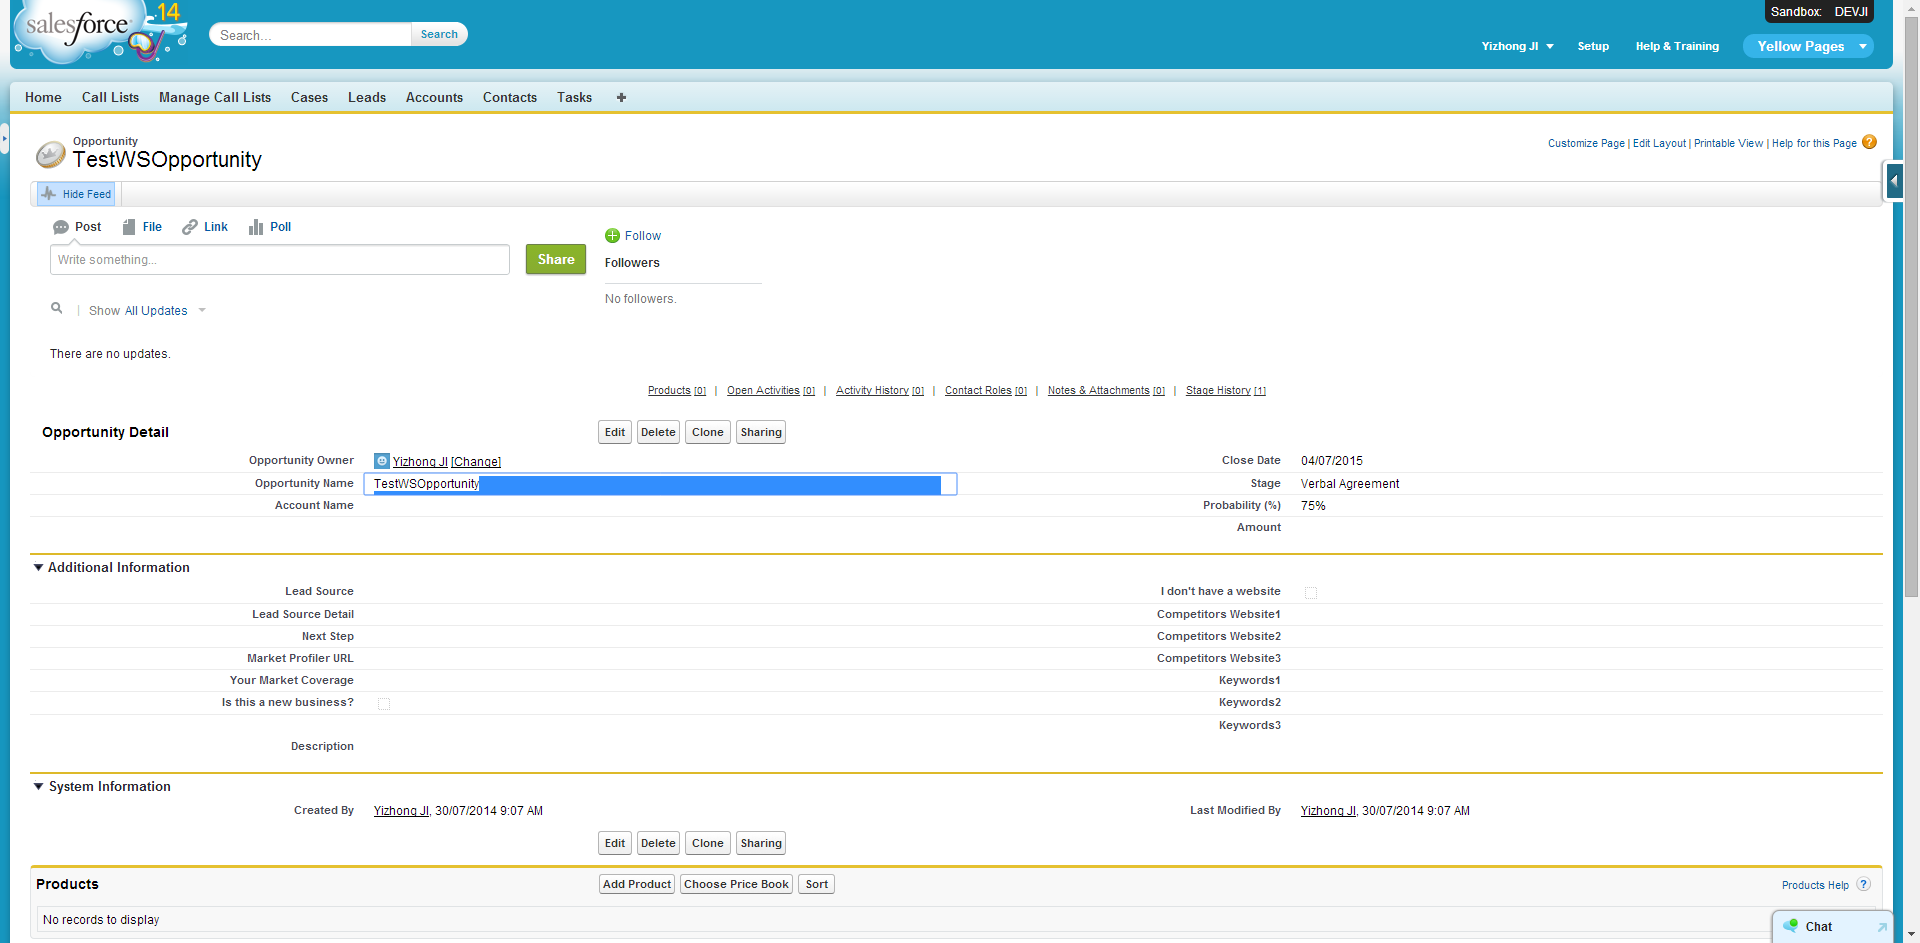 salesforce
'14
Search...
Search
Sandbox: DEVJI
Yizhong JI
Setup
Help & Training
Yellow Pages
Home Call Lists Manage Call Lists Cases Leads Accounts Contacts Tasks +
Opportunity
TestWSOpportunity
Customize Page | Edit Layout | Printable View | Help for this Page ?
Hide Feed
Post File Link Poll
Write something...
Share
Follow
Followers
No followers.
Show All Updates
There are no updates.
Products [0] | Open Activities [0] | Activity History [0] | Contact Roles [0] | Notes & Attachments [0] | Stage History [1]
Opportunity Detail
Edit Delete Clone Sharing
Opportunity Owner Yizhong JI [Change] Close Date 04/07/2015
Opportunity Name TestWSOpportunity Stage Verbal Agreement
Account Name Probability (%) 75%
Amount
Additional Information
Lead Source I don't have a website
Lead Source Detail Competitors Website1
Next Step Competitors Website2
Market Profiler URL Competitors Website3
Your Market Coverage Keywords1
Is this a new business? Keywords2
Keywords3
Description
System Information
Created By Yizhong JI, 30/07/2014 9:07 AM Last Modified By Yizhong JI, 30/07/2014 9:07 AM
Edit Delete Clone Sharing
Products Add Product Choose Price Book Sort Products Help ?
No records to display
Chat